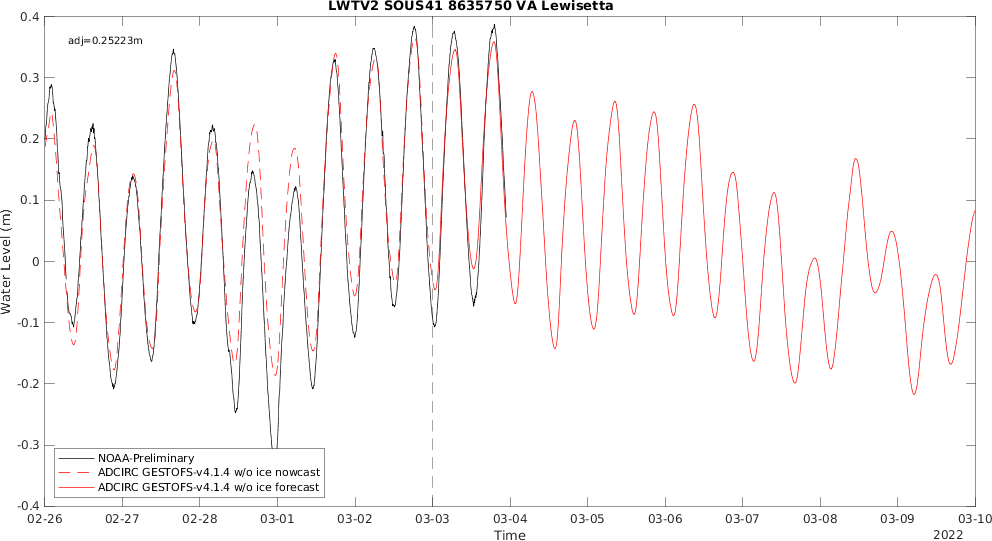 LWTV2 SOUS41 8635750 VA Lewisetta
adj=0.25223m
0.4
0.3
0.2
0.1
0
-0.1
-0.2
-0.3
-0.4
Water Level (m)
NOAA-Preliminary
ADCIRC GESTOFS-v4.1.4 w/o ice nowcast
ADCIRC GESTOFS-v4.1.4 w/o ice forecast
02-26 02-27 02-28 03-01 03-02 03-03 03-04 03-05 03-06 03-07 03-08 03-09 03-10
Time
2022